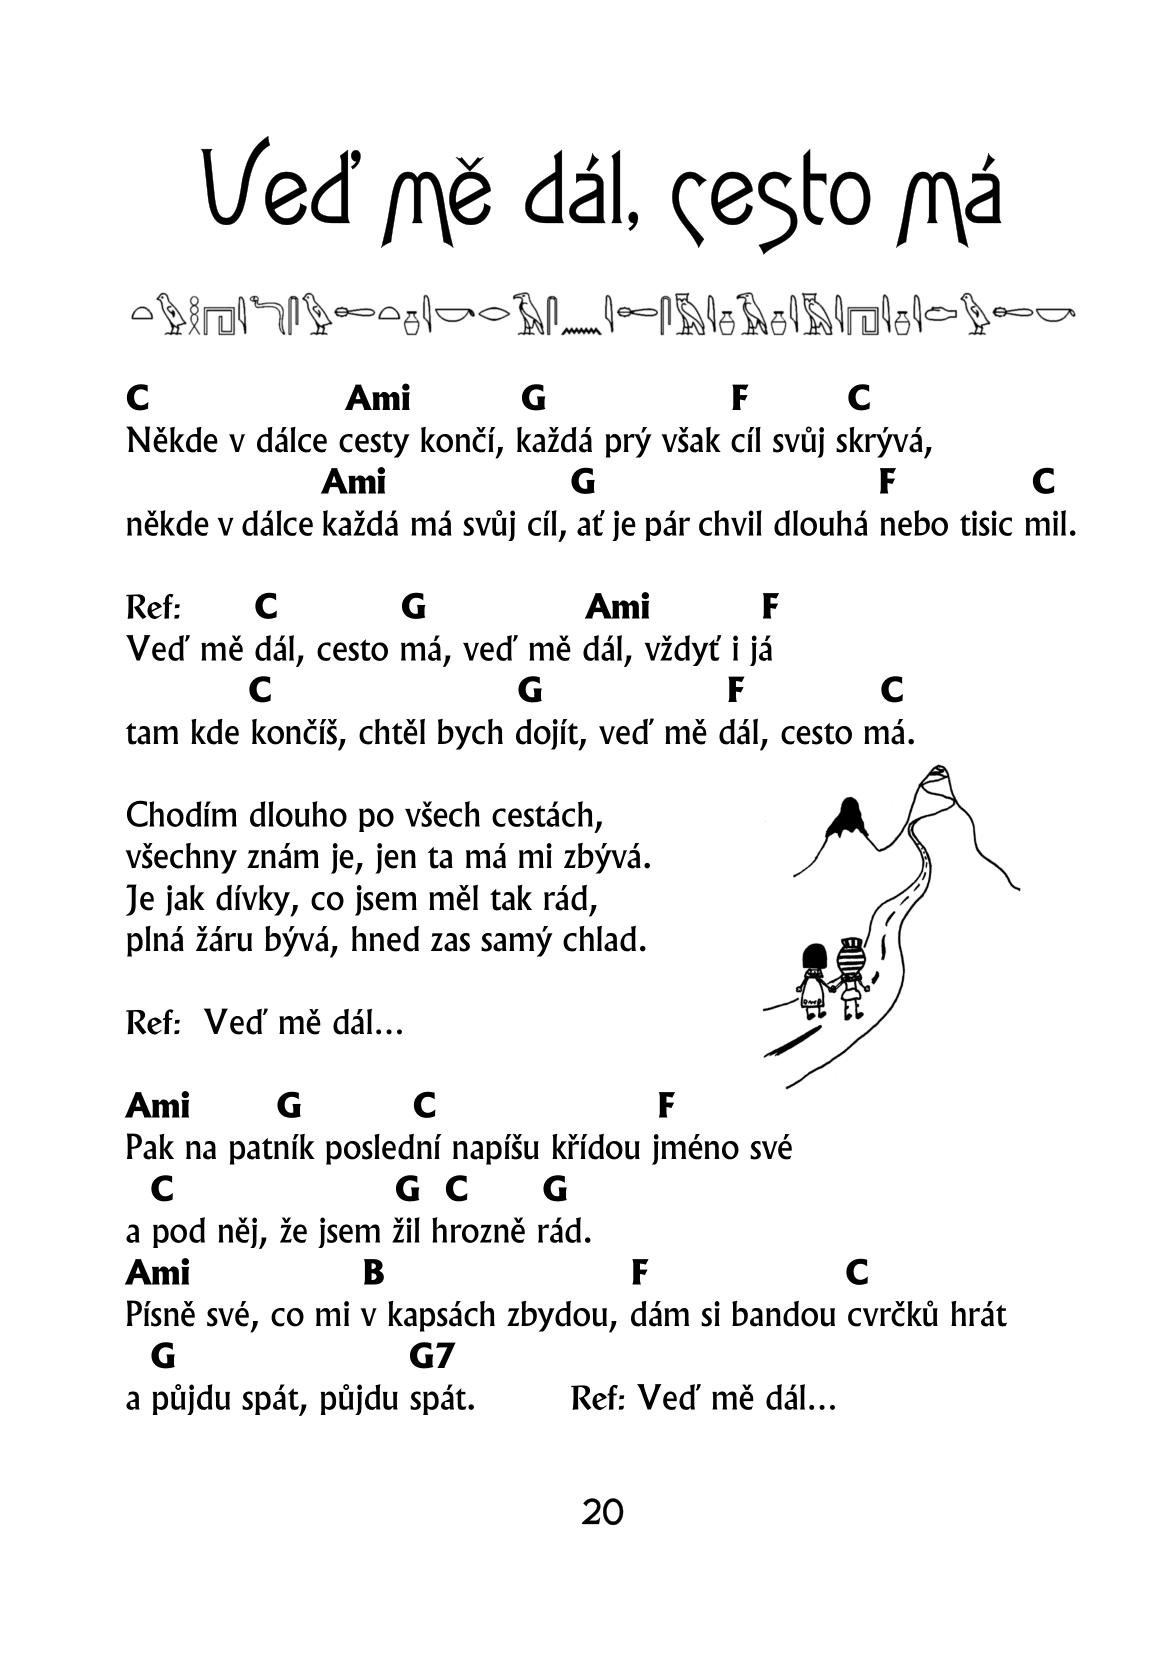 Veď mě dál, cesto má
C Ami G F C
Někde v dálce cesty končí, každá prý však cíl svůj skrývá,
Ami G F C
někde v dálce každá má svůj cíl, ať je pár chvil dlouhá nebo tisic mil.
Ref: C G Ami F
Veď mě dál, cesto má, veď mě dál, vždyť i já
C G F C
tam kde končíš, chtěl bych dojít, veď mě dál, cesto má.
Chodím dlouho po všech cestách,
všechny znám je, jen ta má mi zbývá.
Je jak dívky, co jsem měl tak rád,
plná žáru bývá, hned zas samý chlad.
Ref: Veď mě dál...
Ami G C F
Pak na patník poslední napíšu křídou jméno své
C G C G
a pod něj, že jsem žil hrozně rád.
Ami B F C
Písně své, co mi v kapsách zbydou, dám si bandou cvrčků hrát
G G7
a půjdu spát, půjdu spát. Ref: Veď mě dál...
20